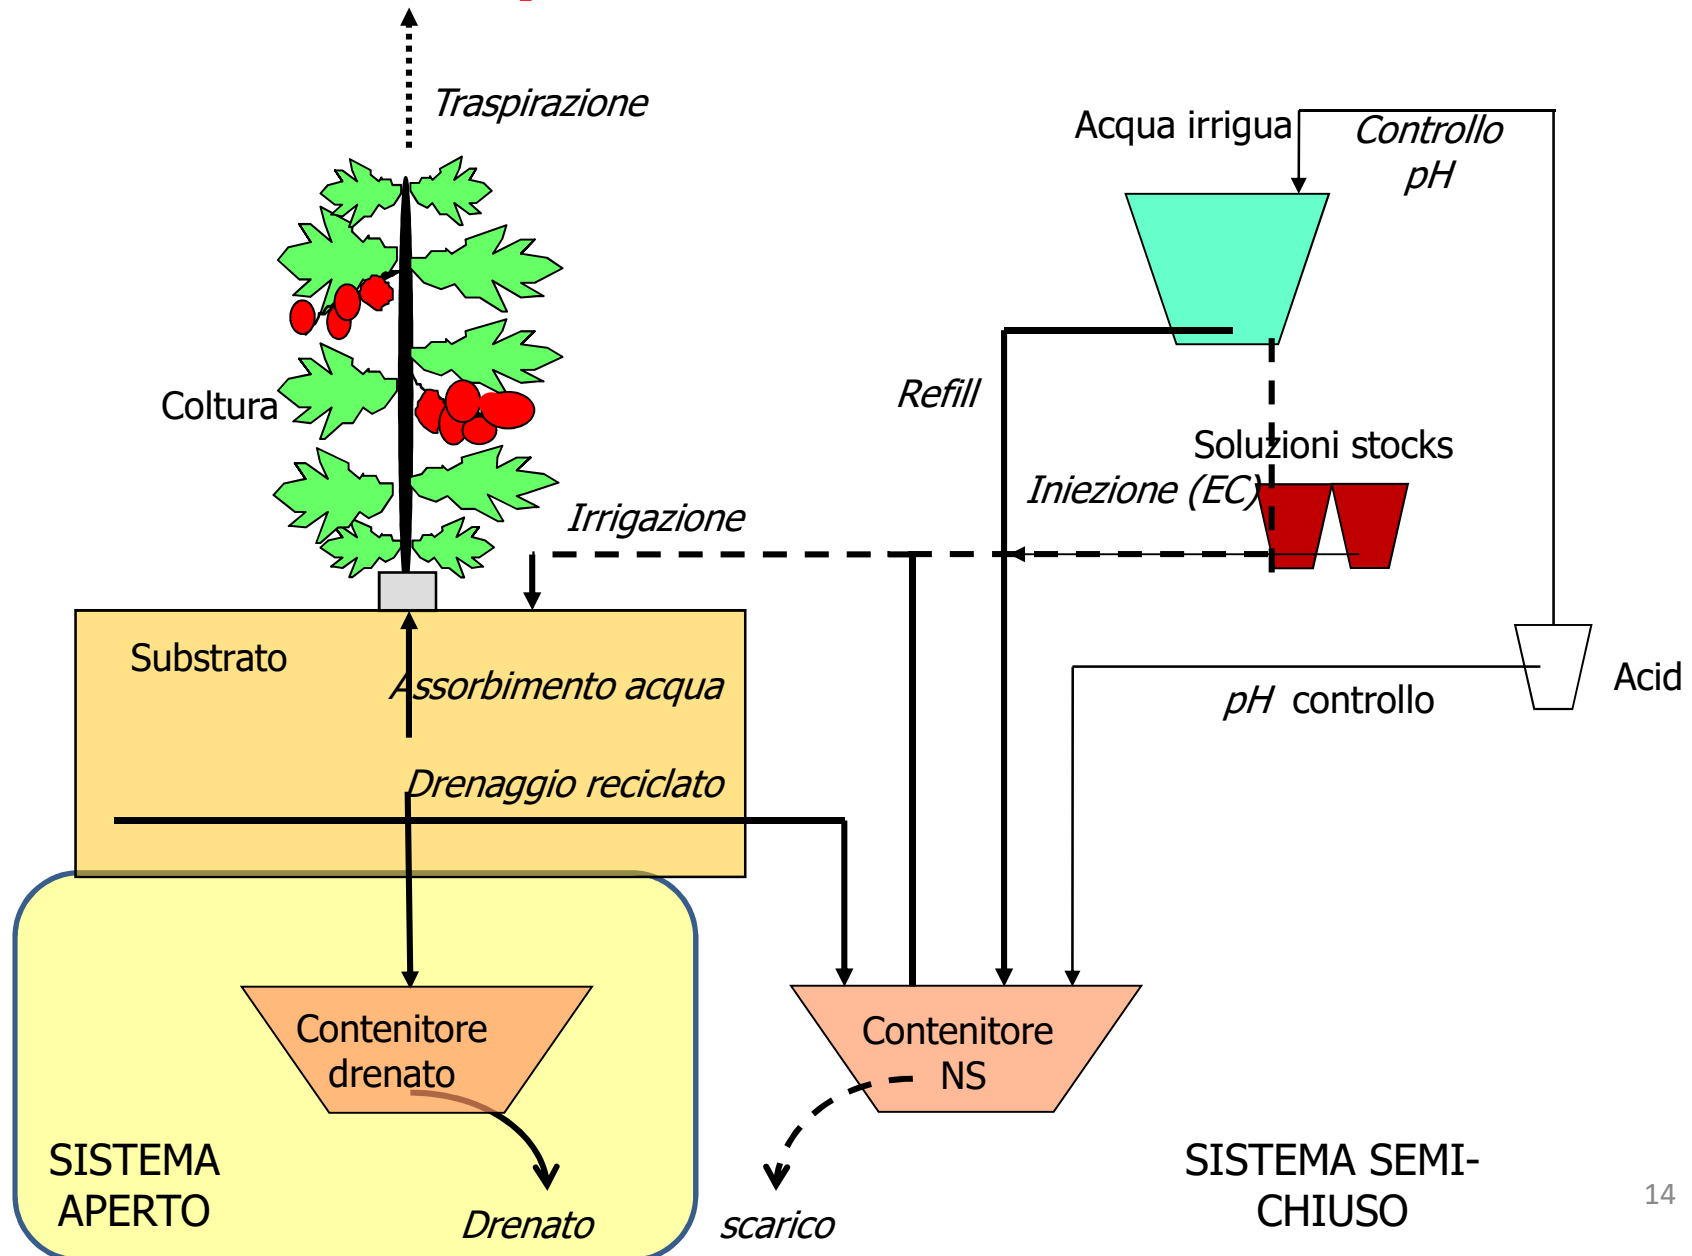 Traspirazione
Acqua irrigua
Controllo
pH
Coltura
Refill
Soluzioni stocks
Iniezione (EC)
Irrigazione
Substrato
Assorbimento acqua
Acid
pH controllo
Drenaggio reciclato
Contenitore
drenato
Contenitore
NS
SISTEMA
APERTO
Drenato
scarico
SISTEMA SEMI-
CHIUSO
14